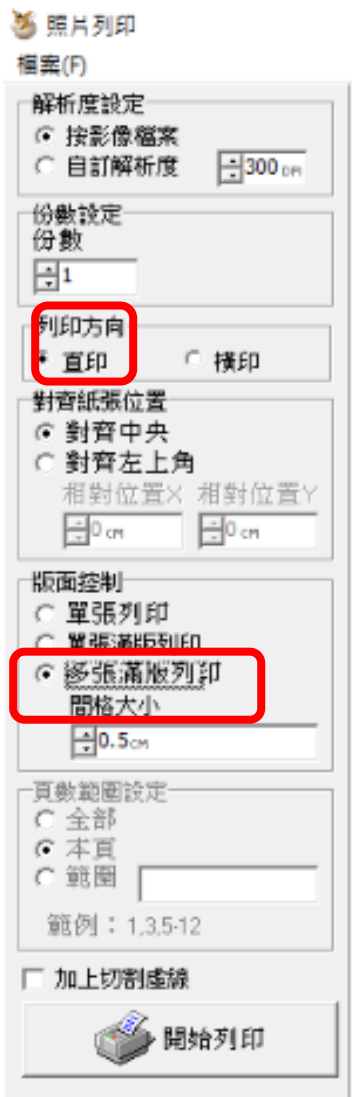 照片列印
檔案(F)
解析度設定
按影像檔案
自訂解析度 300 DPI
份數設定
份數
1
列印方向
直印 橫印
對齊紙張位置
對齊中央
對齊左上角
相對位置X 相對位置Y
0 CM 0 CM
版面控制
單張列印
單張滿版列印
多張滿版列印
間格大小
0.5CM
頁數範圍設定
全部
本頁
範圍
範例：1,3,5-12
加上切割虛線
開始列印